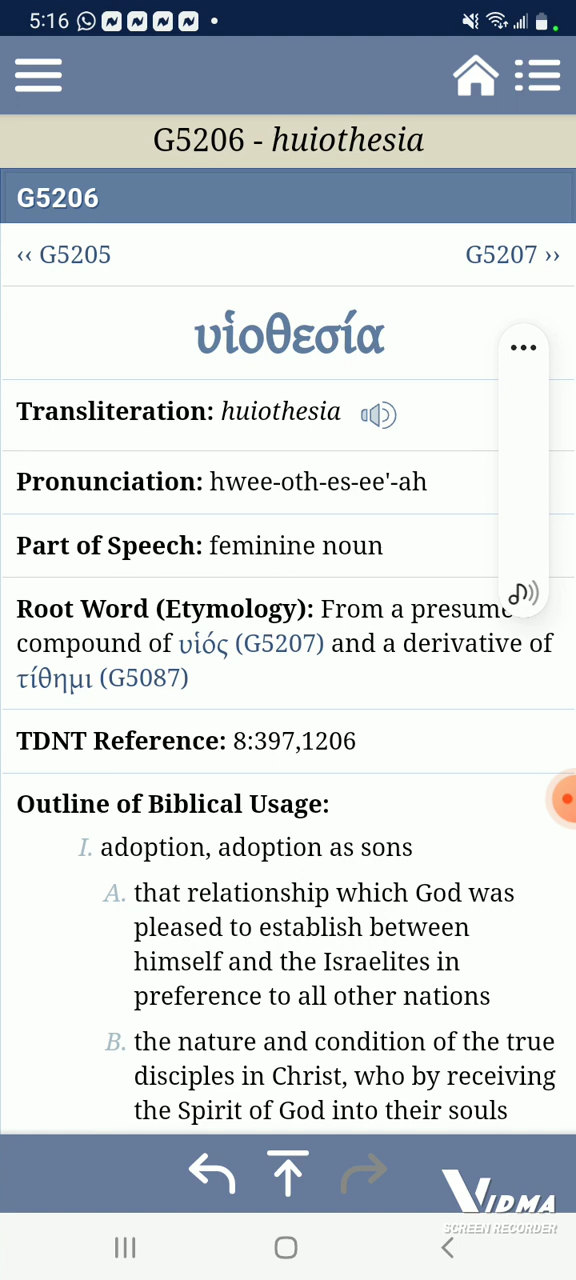 5:16
G5206 - huiothesia
G5206
‹‹ G5205
G5207 ››
υἱοθεσία
Transliteration: huiothesia
Pronunciation: hwee-oth-es-ee'-ah
Part of Speech: feminine noun
Root Word (Etymology): From a presume
compound of υἱός (G5207) and a derivative of
τίθημι (G5087)
TDNT Reference: 8:397,1206
Outline of Biblical Usage:
I. adoption, adoption as sons
A. that relationship which God was
pleased to establish between
himself and the Israelites in
preference to all other nations
B. the nature and condition of the true
disciples in Christ, who by receiving
the Spirit of God into their souls
VIDMA
SCREEN RECORDER